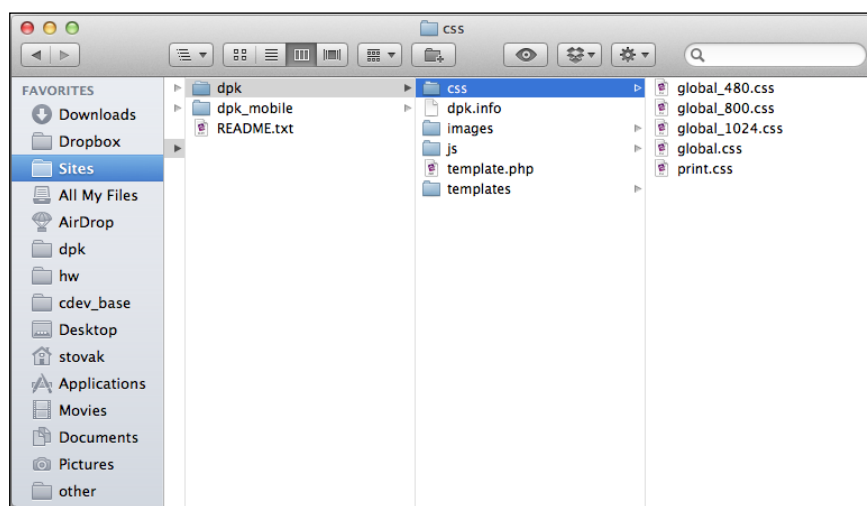 css
FAVORITES
Downloads
Dropbox
Sites
All My Files
AirDrop
dpk
hw
cdev_base
Desktop
stovak
Applications
Movies
Documents
Pictures
other
dpk
dpk_mobile
README.txt
css
dpk.info
images
js
template.php
templates
global_480.css
global_800.css
global_1024.css
global.css
print.css